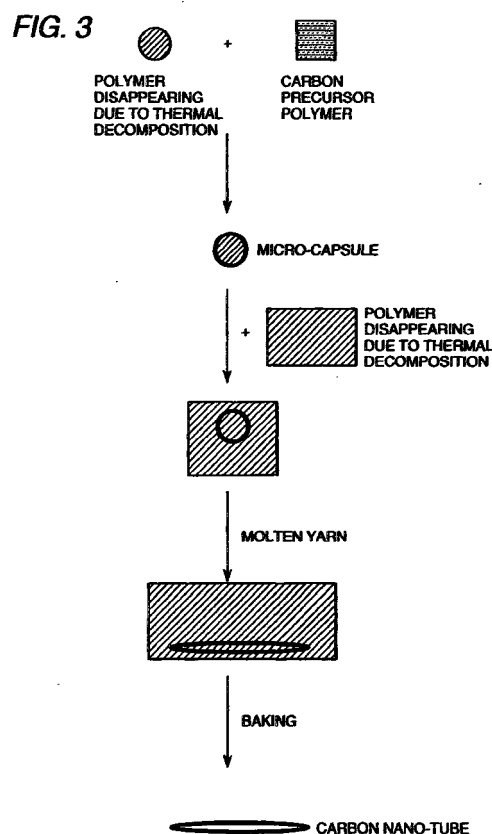 FIG. 3
+
POLYMER
DISAPPEARING
DUE TO THERMAL
DECOMPOSITION
CARBON
PRECURSOR
POLYMER
MICRO-CAPSULE
+
POLYMER
DISAPPEARING
DUE TO THERMAL
DECOMPOSITION
MOLTEN YARN
BAKING
CARBON NANO-TUBE